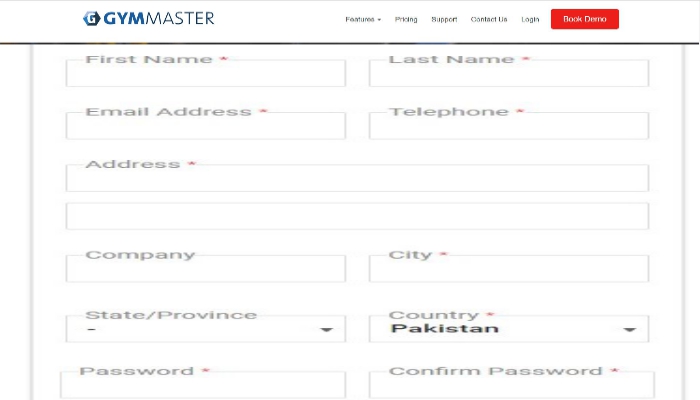 GYMMASTER Features Pricing Support Contact Us Login Book Demo
First Name * Last Name *
Email Address * Telephone *
Address *
Company City *
State/Province Country *
- Pakistan
Password * Confirm Password *